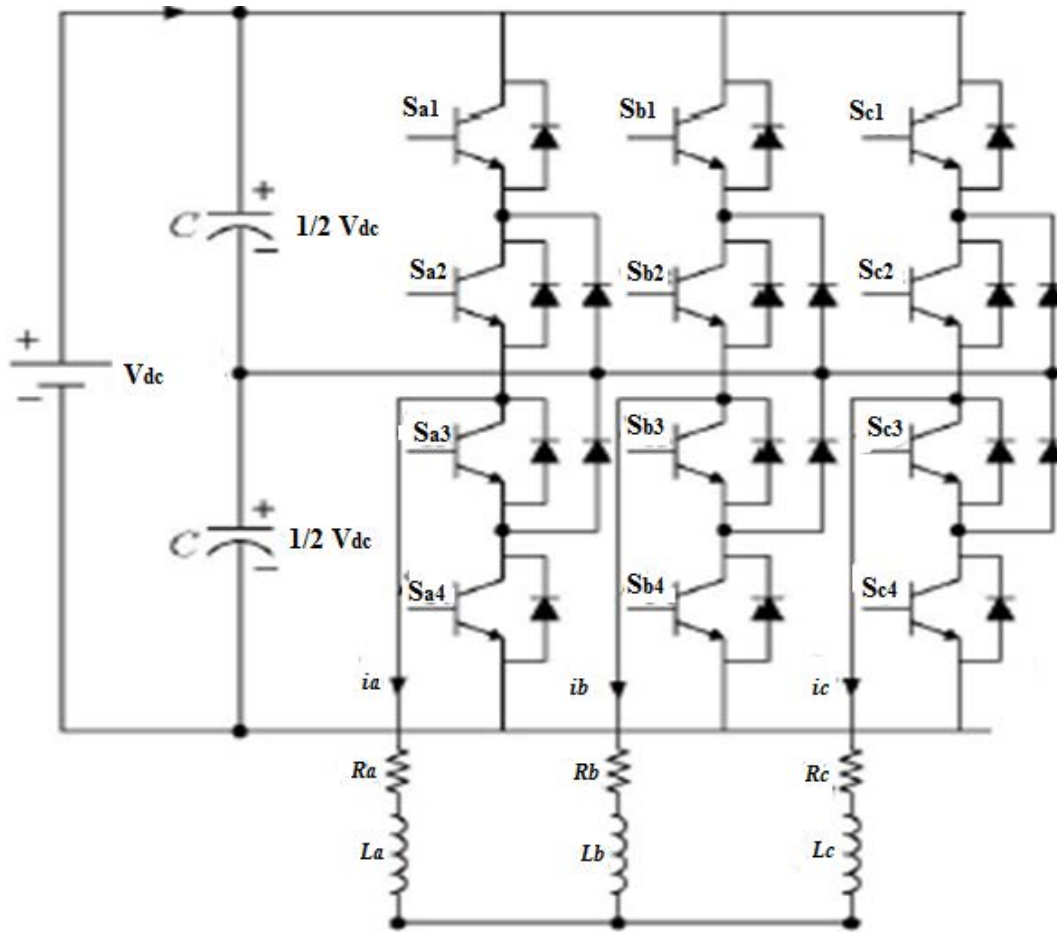 Sa1
Sb1
Sc1
+
C
1/2 Vdc
−
Sa2
Sb2
Sc2
+
Vdc
−
Sa3
Sb3
Sc3
+
C
1/2 Vdc
−
Sa4
Sb4
Sc4
ia
ib
ic
Ra
Rb
Rc
La
Lb
Lc